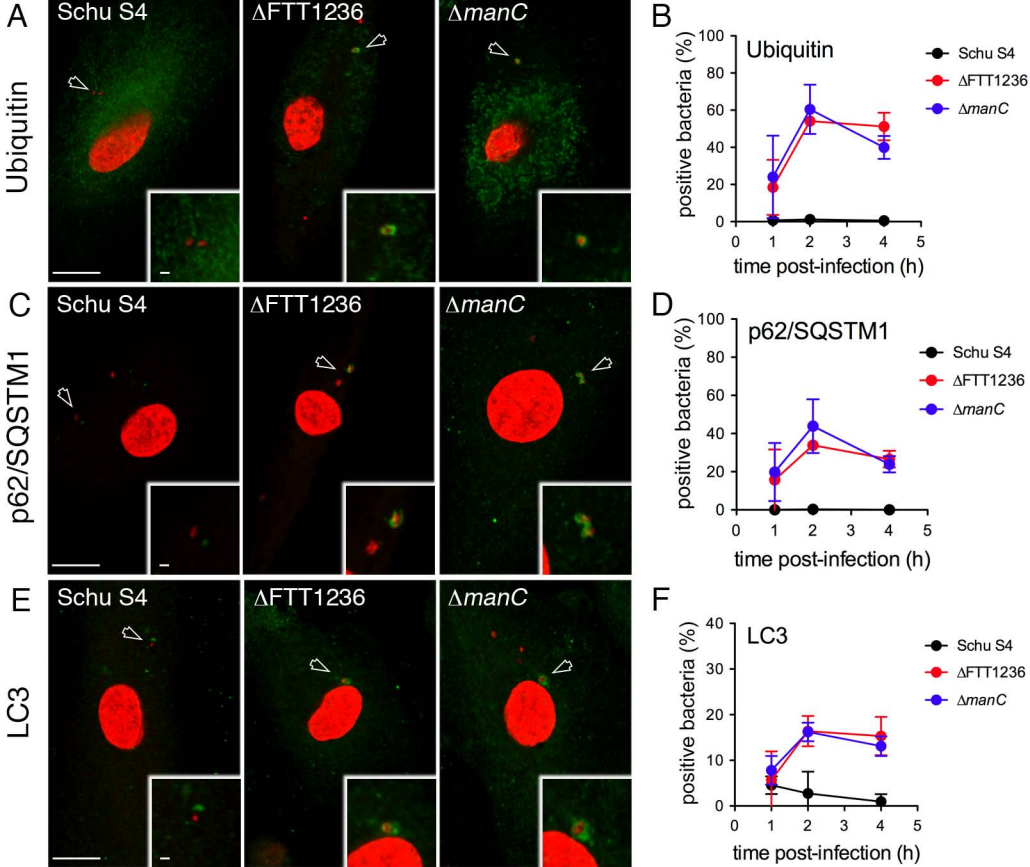 A
Schu S4
ΔFTT1236
ΔmanC
Ubiquitin
B
Ubiquitin
positive bacteria (%)
100
80
60
40
20
0
0 1 2 3 4 5
time post-infection (h)
Schu S4
ΔFTT1236
ΔmanC
C
Schu S4
ΔFTT1236
ΔmanC
p62/SQSTM1
D
p62/SQSTM1
positive bacteria (%)
100
80
60
40
20
0
0 1 2 3 4 5
time post-infection (h)
Schu S4
ΔFTT1236
ΔmanC
E
Schu S4
ΔFTT1236
ΔmanC
LC3
F
LC3
positive bacteria (%)
40
30
20
10
0
0 1 2 3 4 5
time post-infection (h)
Schu S4
ΔFTT1236
ΔmanC